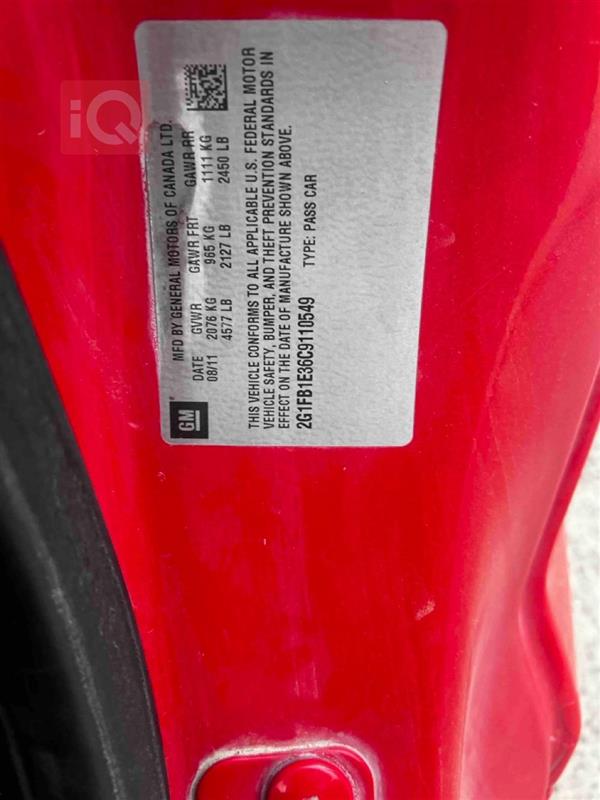 iQ
MFD BY GENERAL MOTORS OF CANADA LTD.
DATE GVWR GAWR FRT GAWR RR
08/11 2076 KG 965 KG 1111 KG
4577 LB 2127 LB 2450 LB
THIS VEHICLE CONFORMS TO ALL APPLICABLE U.S. FEDERAL MOTOR
VEHICLE SAFETY, BUMPER, AND THEFT PREVENTION STANDARDS IN
EFFECT ON THE DATE OF MANUFACTURE SHOWN ABOVE.
2G1FB1E36C9110549 TYPE: PASS CAR
GM